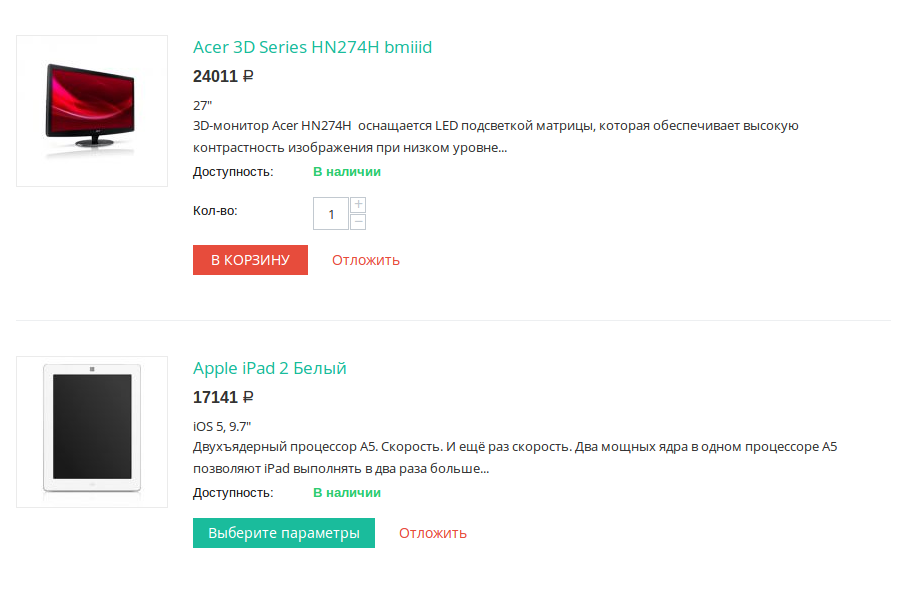 Acer 3D Series HN274H bmiiid
24011 ₽
27"
3D-монитор Acer HN274H оснащается LED подсветкой матрицы, которая обеспечивает высокую
контрастность изображения при низком уровне...
Доступность: В наличии
Кол-во: 1 + −
В КОРЗИНУ Отложить
Apple iPad 2 Белый
17141 ₽
iOS 5, 9.7"
Двухъядерный процессор A5. Скорость. И ещё раз скорость. Два мощных ядра в одном процессоре A5
позволяют iPad выполнять в два раза больше...
Доступность: В наличии
Выберите параметры Отложить